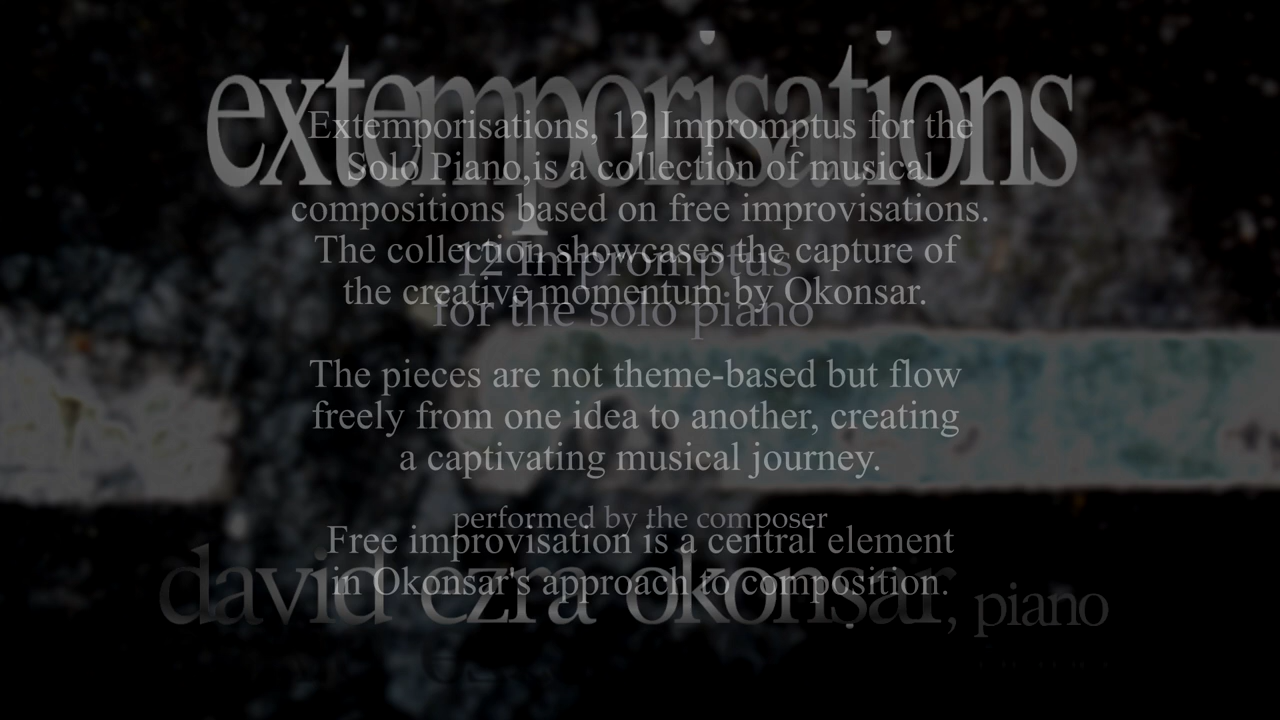 extemporisations
Extemporisations, 12 Impromptus for the
Solo Piano,is a collection of musical
compositions based on free improvisations.
The collection showcases the capture of
12 Impromptus
the creative momentum by Okonsar.
for the solo piano
The pieces are not theme-based but flow
freely from one idea to another, creating
a captivating musical journey.
performed by the composer
Free improvisation is a central element
in Okonsar's approach to composition.
david ezra okonsar, piano